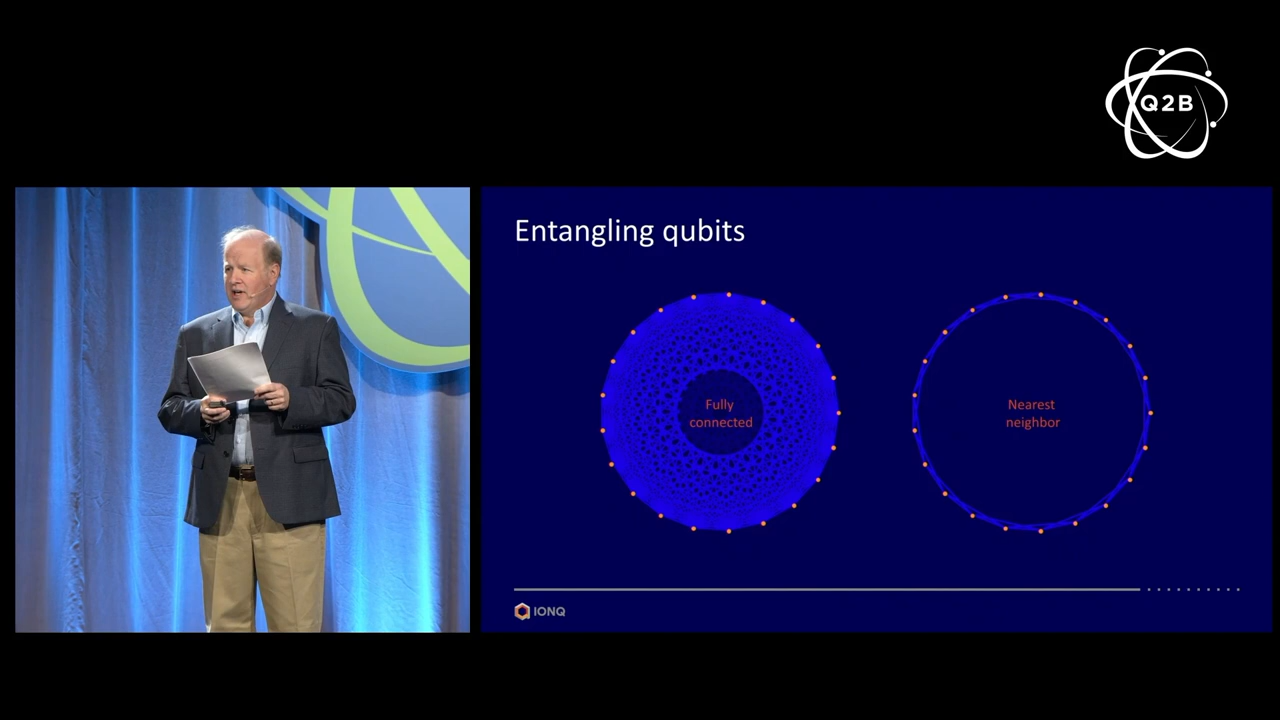 Q2B
Entangling qubits
Fully
connected
Nearest
neighbor
IONQ